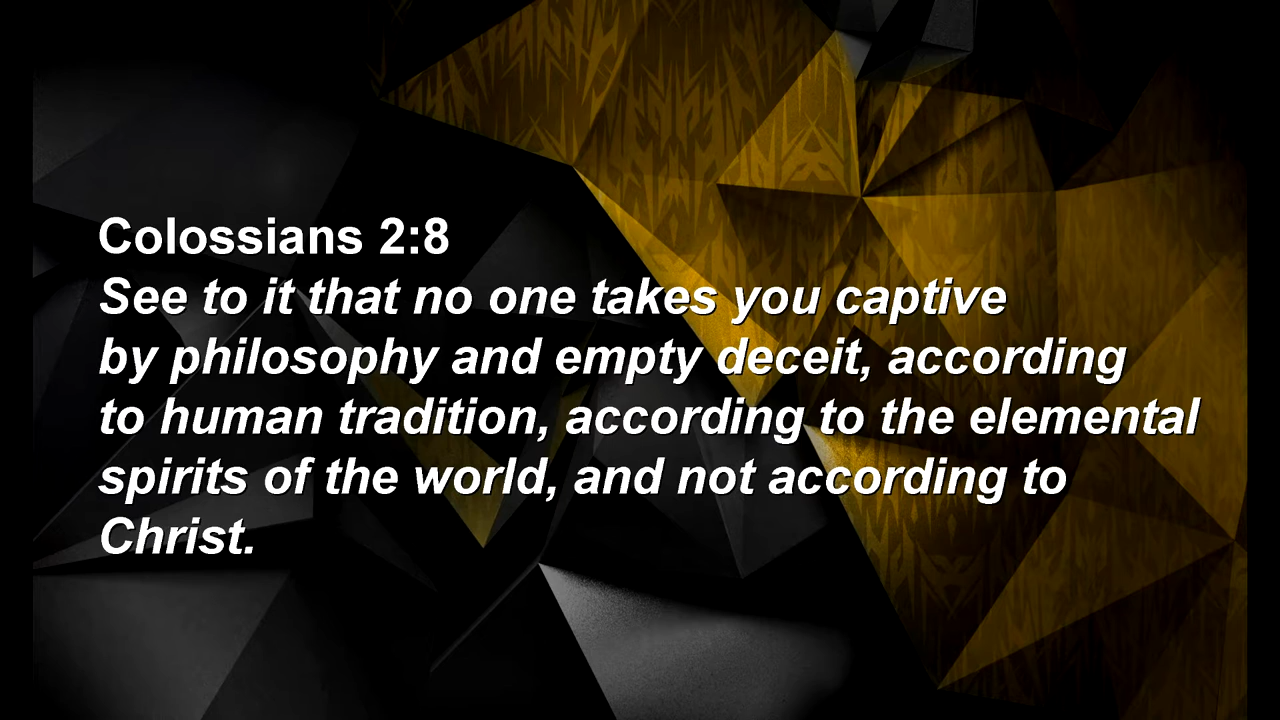 Colossians 2:8
See to it that no one takes you captive
by philosophy and empty deceit, according
to human tradition, according to the elemental
spirits of the world, and not according to
Christ.